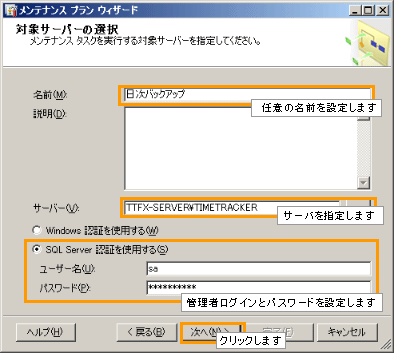 メンテナンス プラン ウィザード
対象サーバーの選択
メンテナンス タスクを実行する対象サーバーを指定してください。
名前(M):
日次バックアップ
任意の名前を設定します
説明(D):
サーバー(V):
TTFX-SERVER¥TIMETRACKER
サーバを指定します
Windows 認証を使用する(W)
SQL Server 認証を使用する(S)
ユーザー名(U):
sa
パスワード(P):
**********
管理者ログインとパスワードを設定します
ヘルプ(H)
< 戻る(B)
次へ(N) >
キャンセル
クリックします